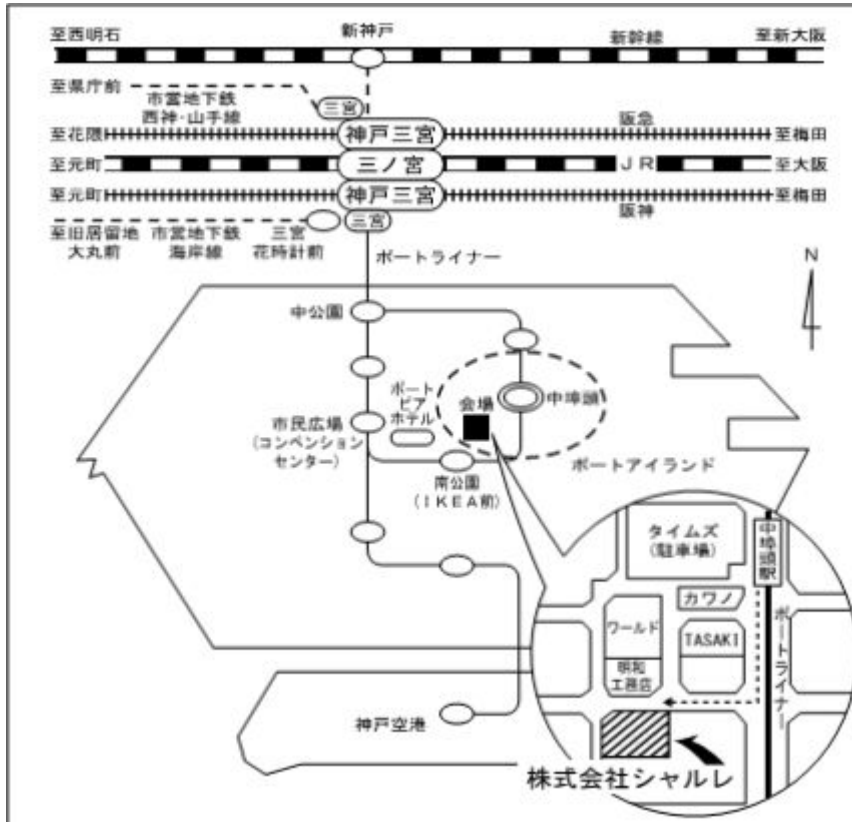 至西明石
新神戸
新幹線
至新大阪
至県庁前
市営地下鉄
西神・山手線
三宮
阪急
至花隈
神戸三宮
至梅田
至元町
三ノ宮
JR
至大阪
至元町
神戸三宮
至梅田
阪神
三宮
至旧居留地
大丸前
市営地下鉄
海岸線
三宮
花時計前
ポートライナー
N
中公園
ポート
ピア
ホテル
会場
中埠頭
市民広場
(コンベンション
センター)
南公園
(IKEA前)
ポートアイランド
タイムズ
(駐車場)
中埠頭駅
カワノ
ワールド
TASAKI
ポートライナー
明和
工務店
神戸空港
株式会社シャルレ